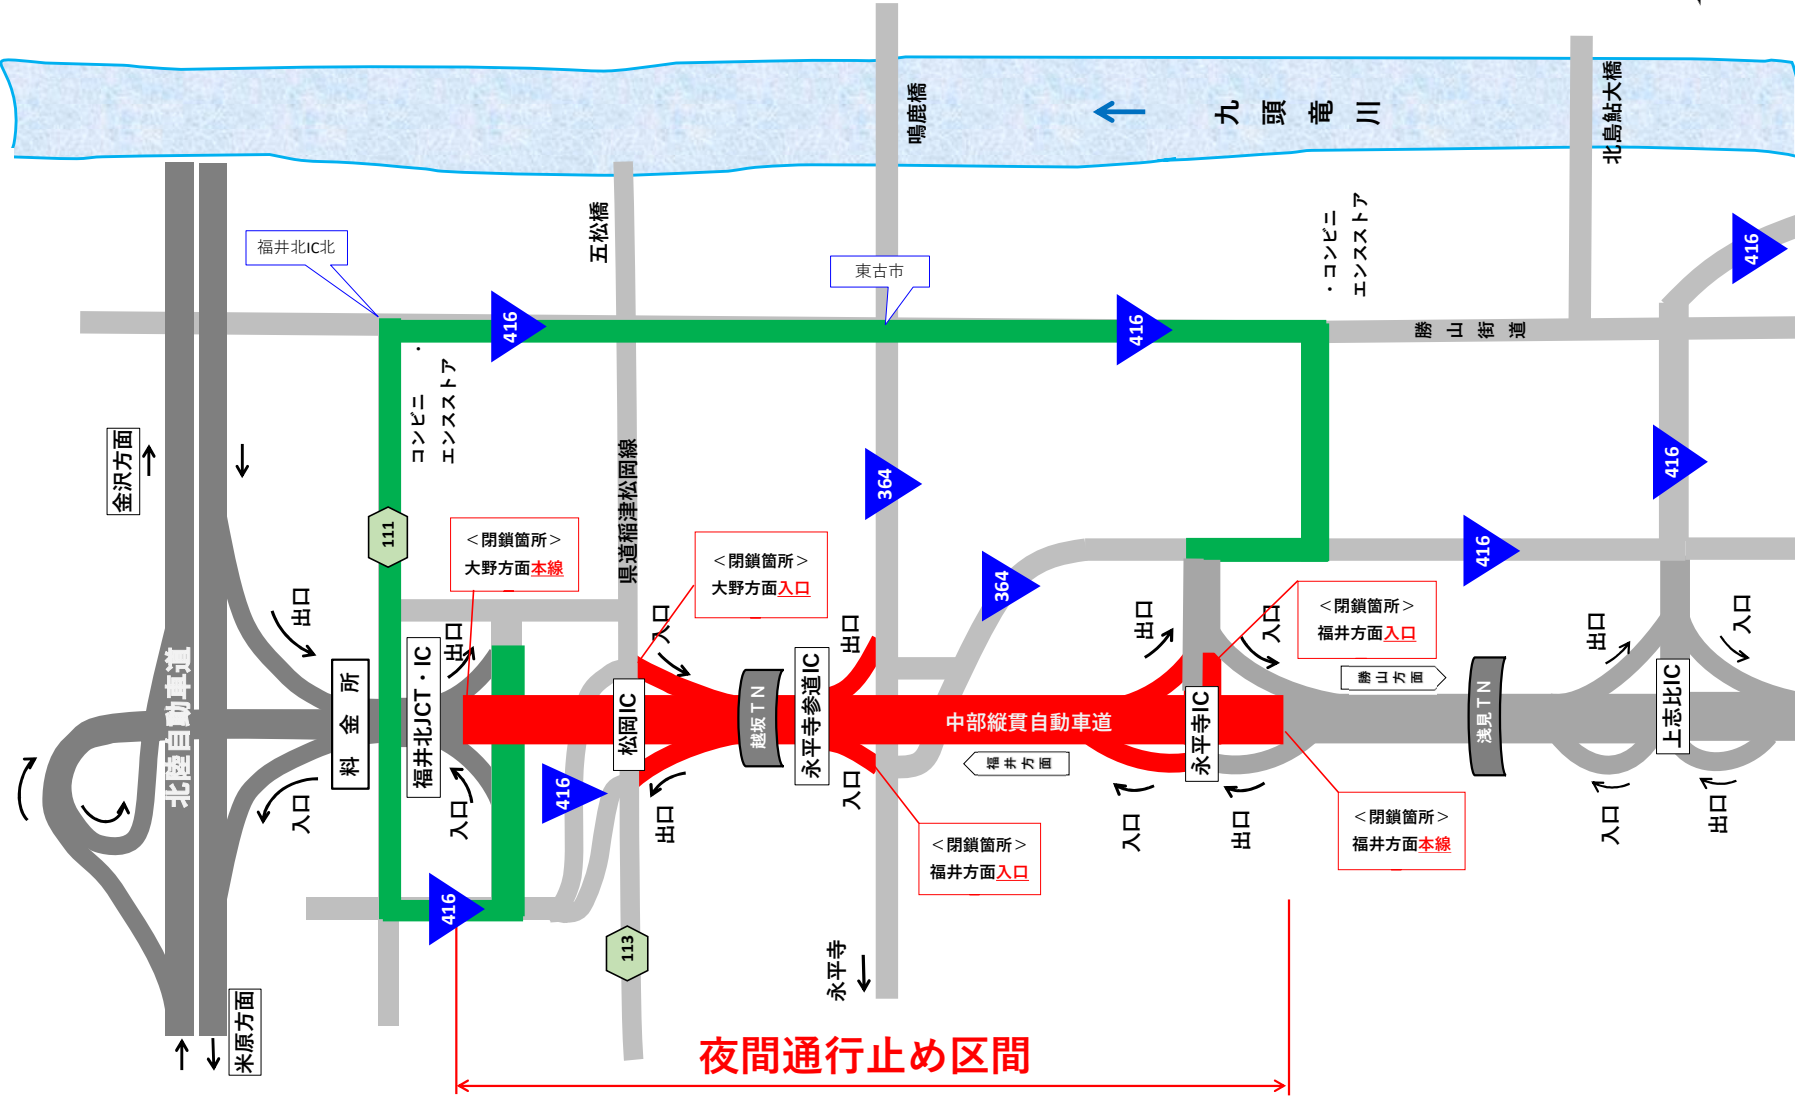 九頭竜川
鳴鹿橋
北島鮎大橋
五松橋
福井北IC北
東古市
・コンビニ
エンスストア
416
416
416
勝山街道
・
コンビニ
エンスストア
金沢方面
県道稲津松岡線
111
364
416
416
364
＜閉鎖箇所＞
大野方面本線
＜閉鎖箇所＞
大野方面入口
＜閉鎖箇所＞
福井方面入口
出口
出口
入口
出口
出口
入口
出口
入口
北陸自動車道
料金所
福井北JCT・IC
松岡IC
越坂TN
永平寺参道IC
中部縦貫自動車道
永平寺IC
勝山方面
福井方面
浅見TN
上志比IC
入口
入口
416
出口
入口
入口
出口
入口
出口
＜閉鎖箇所＞
福井方面入口
＜閉鎖箇所＞
福井方面本線
416
113
永平寺
米原方面
夜間通行止め区間